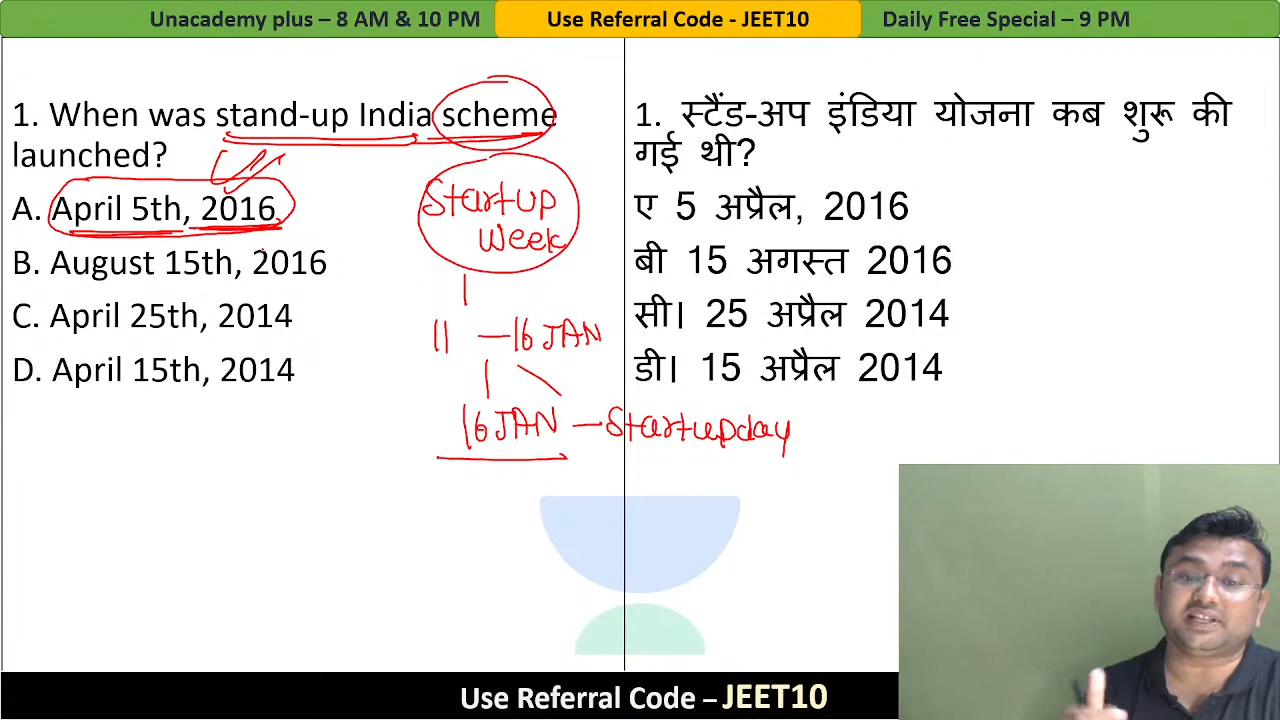 Unacademy plus – 8 AM & 10 PM
Use Referral Code - JEET10
Daily Free Special – 9 PM
1. When was stand-up India scheme
launched?
A. April 5th, 2016
B. August 15th, 2016
C. April 25th, 2014
D. April 15th, 2014
Startup
Week
11 – 16 JAN
16 JAN – Startup day
1. स्टैंड-अप इंडिया योजना कब शुरू की
गई थी?
ए 5 अप्रैल, 2016
बी 15 अगस्त 2016
सी। 25 अप्रैल 2014
डी। 15 अप्रैल 2014
Use Referral Code – JEET10